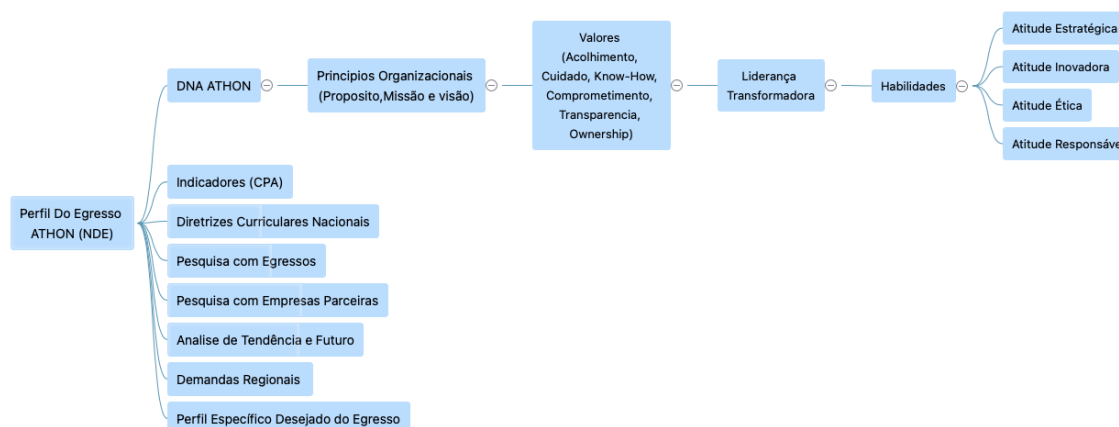 Perfil Do Egresso
ATHON (NDE)
DNA ATHON
Principios Organizacionais
(Proposito,Missão e visão)
Valores
(Acolhimento,
Cuidado, Know-How,
Comprometimento,
Transparencia,
Ownership)
Liderança
Transformadora
Habilidades
Atitude Estratégica
Atitude Inovadora
Atitude Ética
Atitude Responsáve
Indicadores (CPA)
Diretrizes Curriculares Nacionais
Pesquisa com Egressos
Pesquisa com Empresas Parceiras
Analise de Tendência e Futuro
Demandas Regionais
Perfil Específico Desejado do Egresso